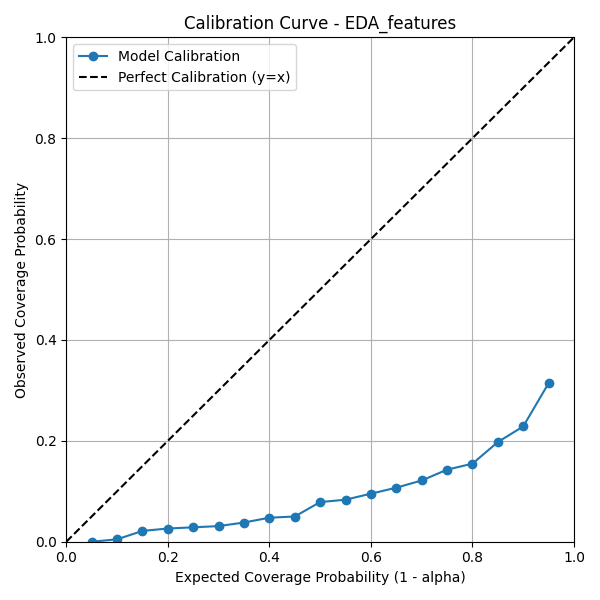 Calibration Curve - EDA_features
Model Calibration
Perfect Calibration (y=x)
Observed Coverage Probability
1.0
0.8
0.6
0.4
0.2
0.0
0.0 0.2 0.4 0.6 0.8 1.0
Expected Coverage Probability (1 - alpha)